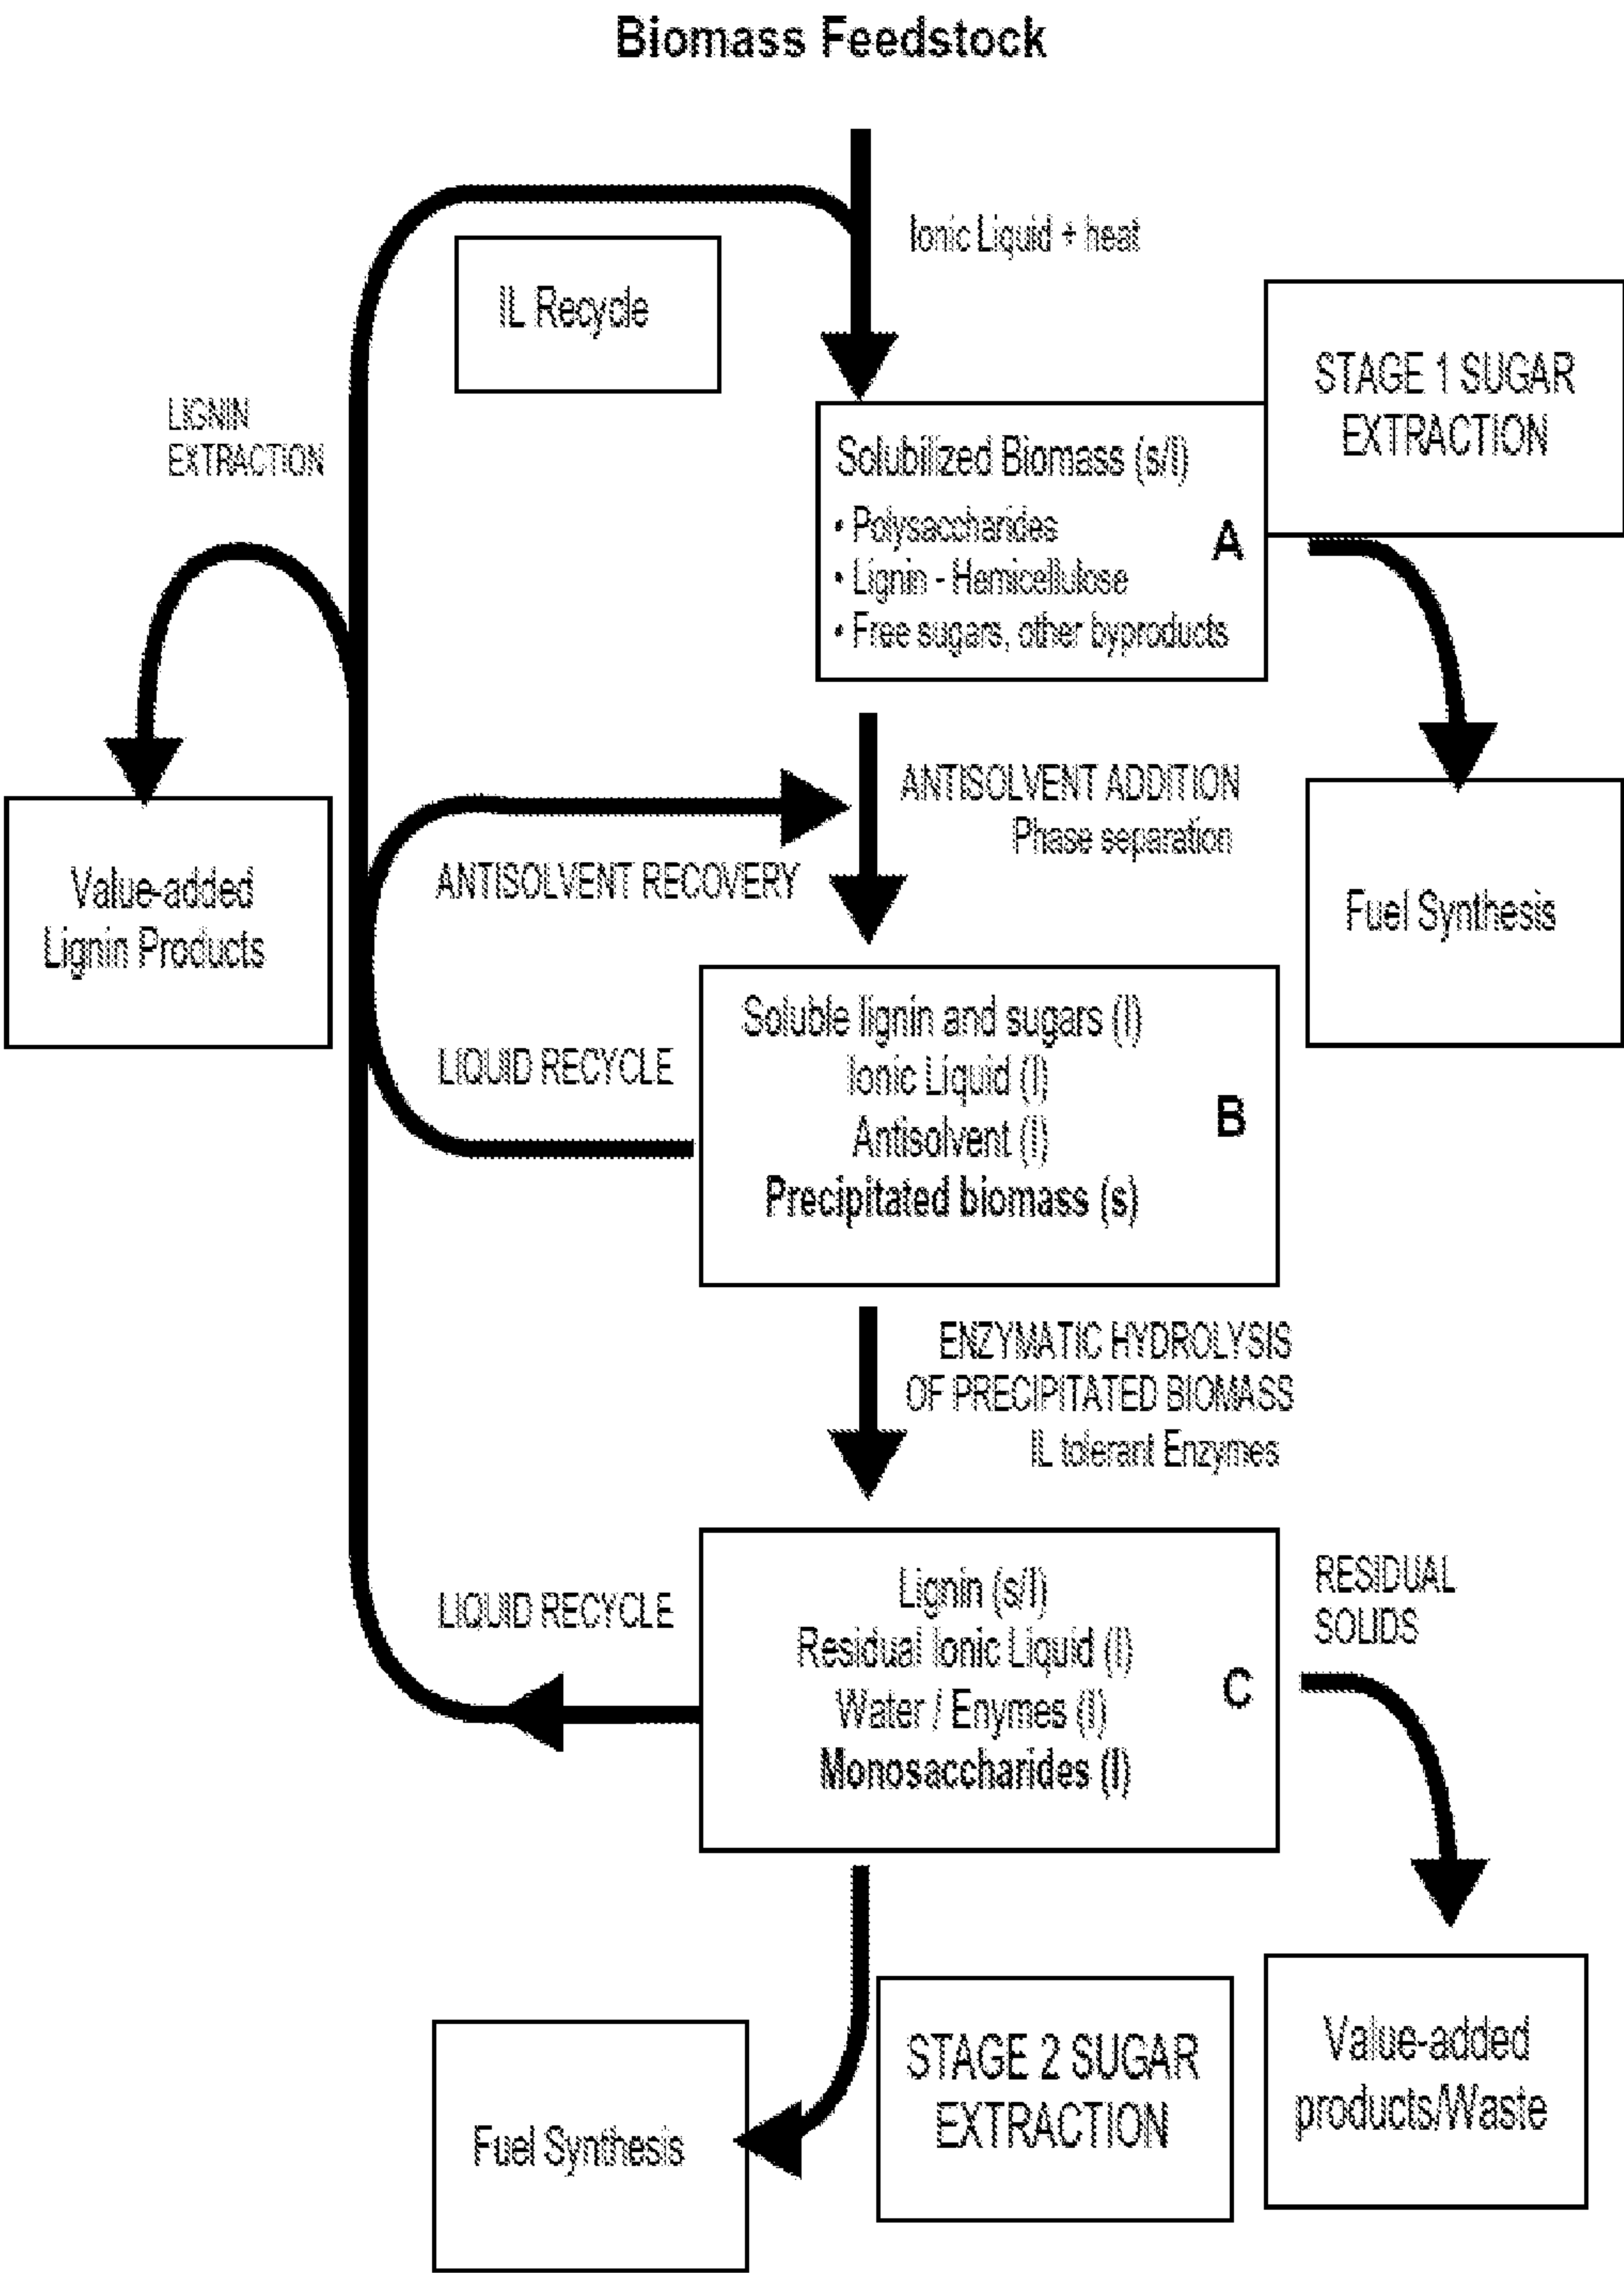 Biomass Feedstock
Ionic Liquid + heat
IL Recycle
STAGE 1 SUGAR
EXTRACTION
LIGNIN
EXTRACTION
Solubilized Biomass (s/l)
• Polysaccharides
• Lignin - Hemicellulose
• Free sugars, other byproducts
A
ANTISOLVENT ADDITION
Phase separation
ANTISOLVENT RECOVERY
Value-added
Lignin Products
Fuel Synthesis
Soluble lignin and sugars (l)
Ionic Liquid (l)
Antisolvent (l)
Precipitated biomass (s)
B
LIQUID RECYCLE
ENZYMATIC HYDROLYSIS
OF PRECIPITATED BIOMASS
IL tolerant Enzymes
LIQUID RECYCLE
Lignin (s/l)
Residual Ionic Liquid (l)
Water / Enymes (l)
Monosaccharides (l)
C
RESIDUAL
SOLIDS
STAGE 2 SUGAR
EXTRACTION
Value-added
products/Waste
Fuel Synthesis